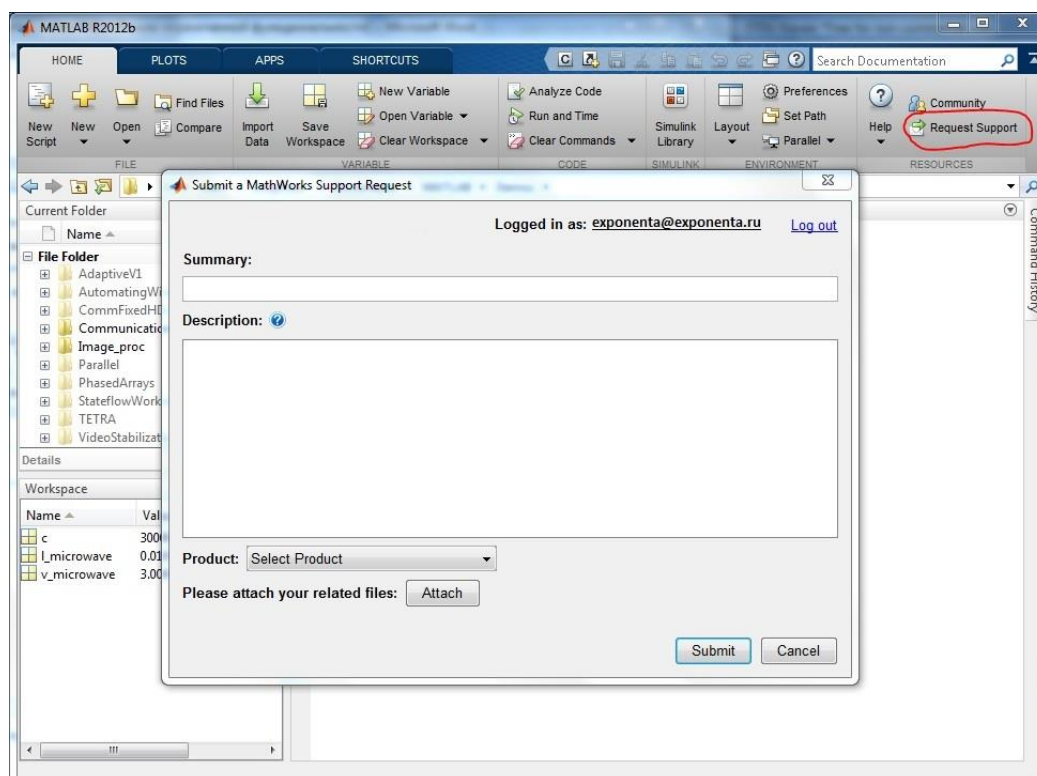 MATLAB R2012b
HOME PLOTS APPS SHORTCUTS Search Documentation
New Script
New
Open
Find Files
Compare
Import Data
Save Workspace
New Variable
Open Variable
Clear Workspace
Analyze Code
Run and Time
Clear Commands
Simulink Library
Layout
Preferences
Set Path
Parallel
Help
Community
Request Support
FILE VARIABLE CODE SIMULINK ENVIRONMENT RESOURCES
Submit a MathWorks Support Request
Current Folder
Name
File Folder
AdaptiveV1
AutomatingWi
CommFixedHD
Communicatio
Image_proc
Parallel
PhasedArrays
StateflowWork
TETRA
VideoStabilizat
Details
Workspace
Name Val
c 300
l_microwave 0.01
v_microwave 3.00
Command History
Logged in as: exponenta@exponenta.ru Log out
Summary:
Description:
Product: Select Product
Please attach your related files: Attach
Submit Cancel